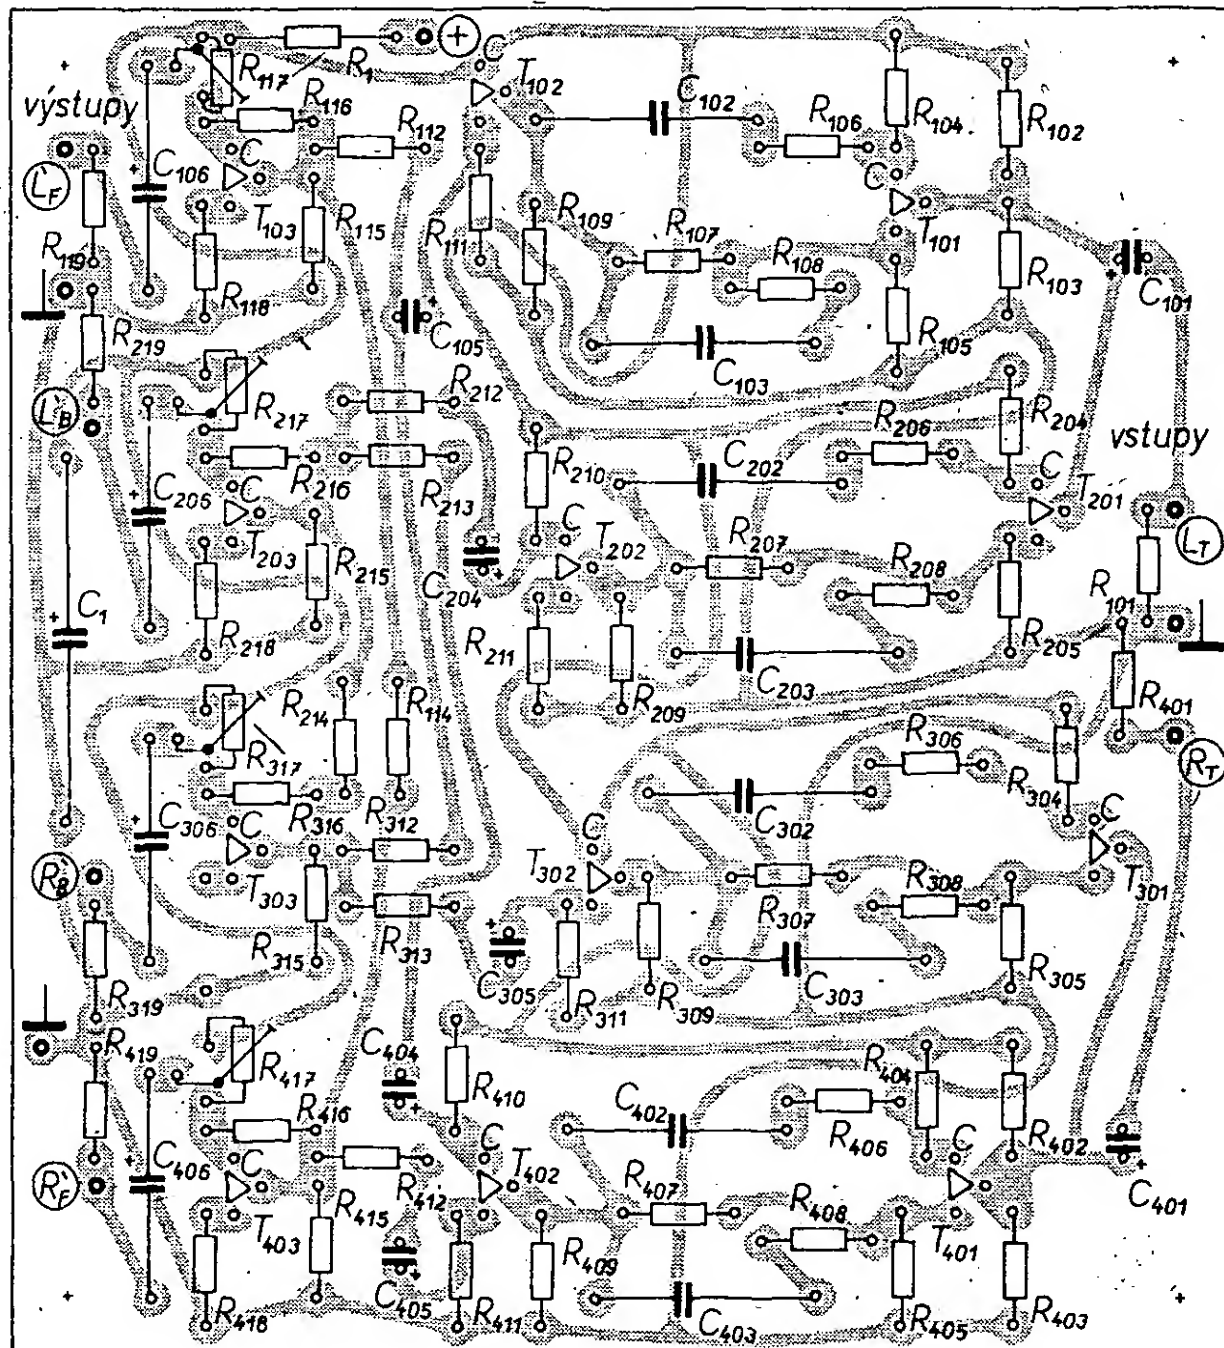 +
R117
R1
C
T102
C102
R116
R106
R104
R102
výstupy
R112
C106
C
C
L'F
T103
R115
R111
R109
R107
T101
R108
R119
R118
C105
R105
R103
C101
R219
C103
R212
L'B
R217
R206
R204
vstupy
R216
R213
R210
C202
C205
C
C
C
T201
T203
R215
T202
R207
LT
C204
R208
R101
C1
R218
R211
R205
C203
R214
R114
R209
R401
R317
R306
RT
R304
R316
R312
C302
C
C306
C
C
R'B
T303
T302
R308
T301
R307
R315
R313
C305
R305
R319
R311
R309
C303
R419
C404
R417
R410
R404
R416
C402
R406
R402
C406
C
C
C
R'F
R412
T402
R407
C401
T403
R415
R408
T401
R409
C405
R418
R411
C403
R405
R403